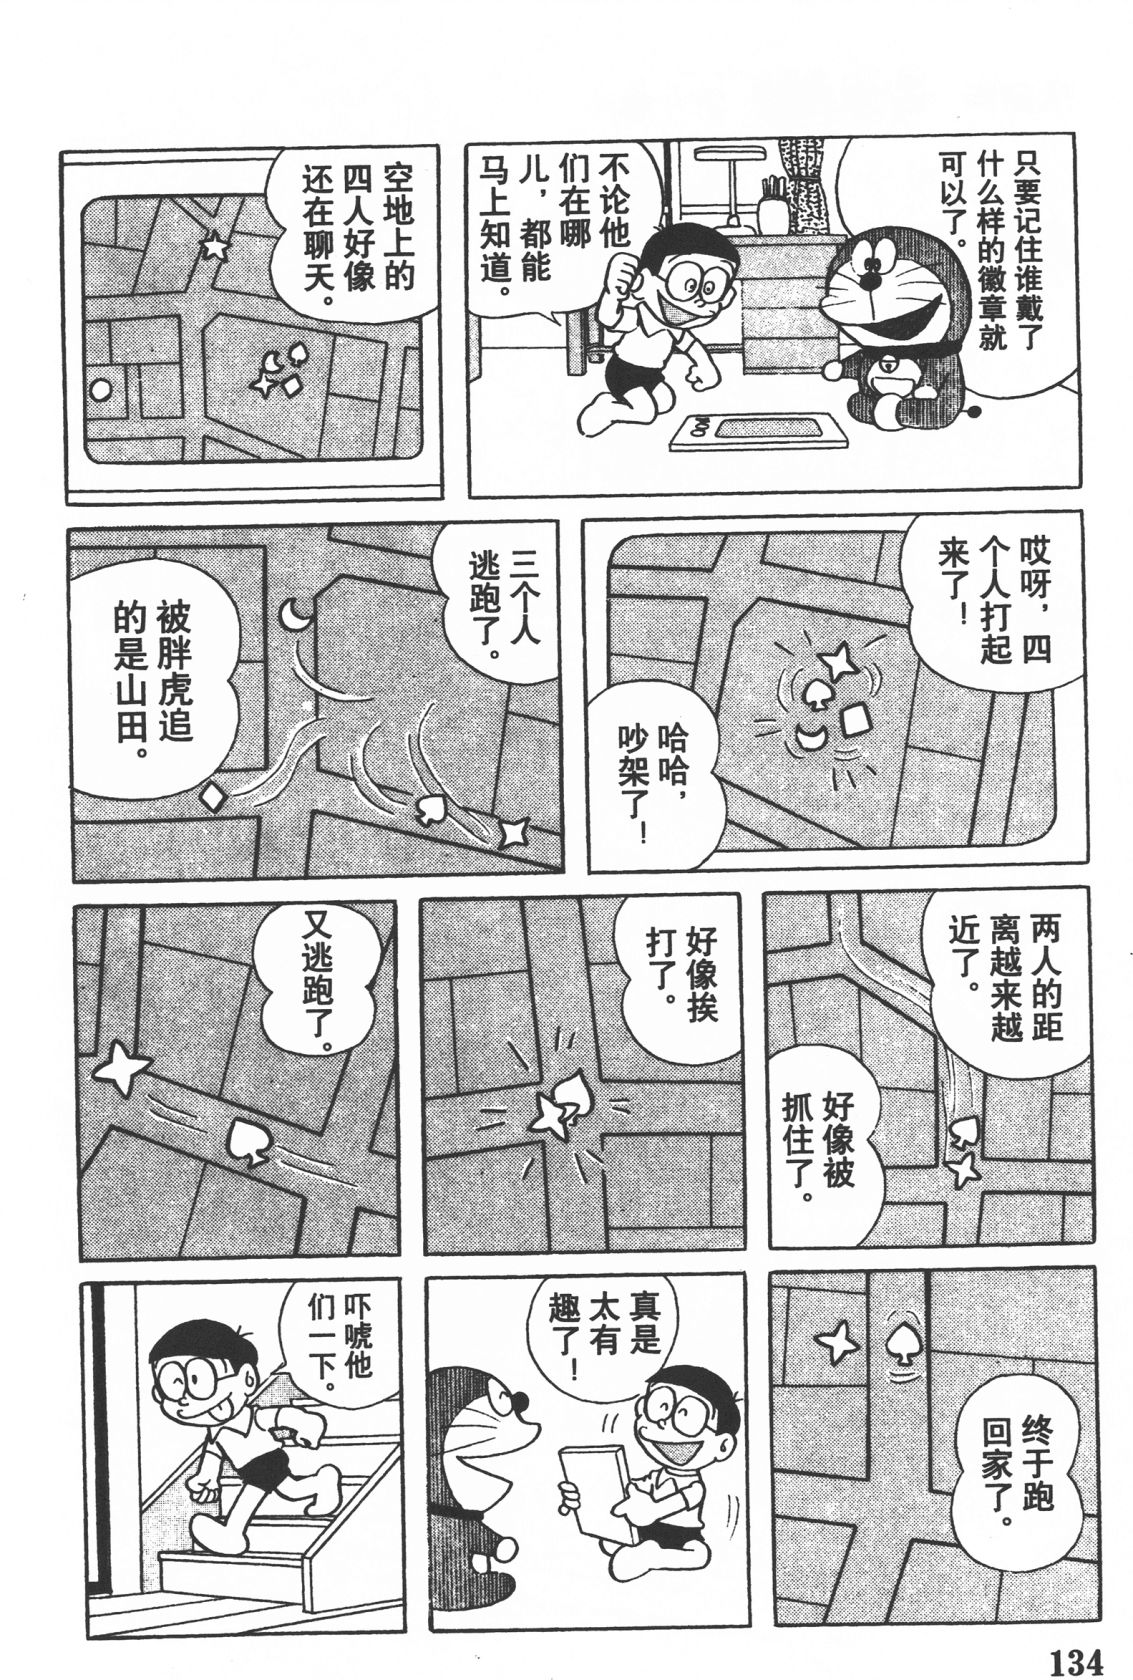 只要记住谁戴了
什么样的徽章就
可以了。
不论他
们在哪
儿，都能
马上知道。
空地上的
四人好像
还在聊天。
哎呀，四
个人打起
来了！
哈哈，
吵架了！
三个人
逃跑了。
被胖虎追
的是山田。
两人的距
离越来越
近了。
好像被
抓住了。
好像挨
打了。
又逃跑了。
终于跑
回家了。
真是
太有
趣了！
吓唬他
们一下。
134